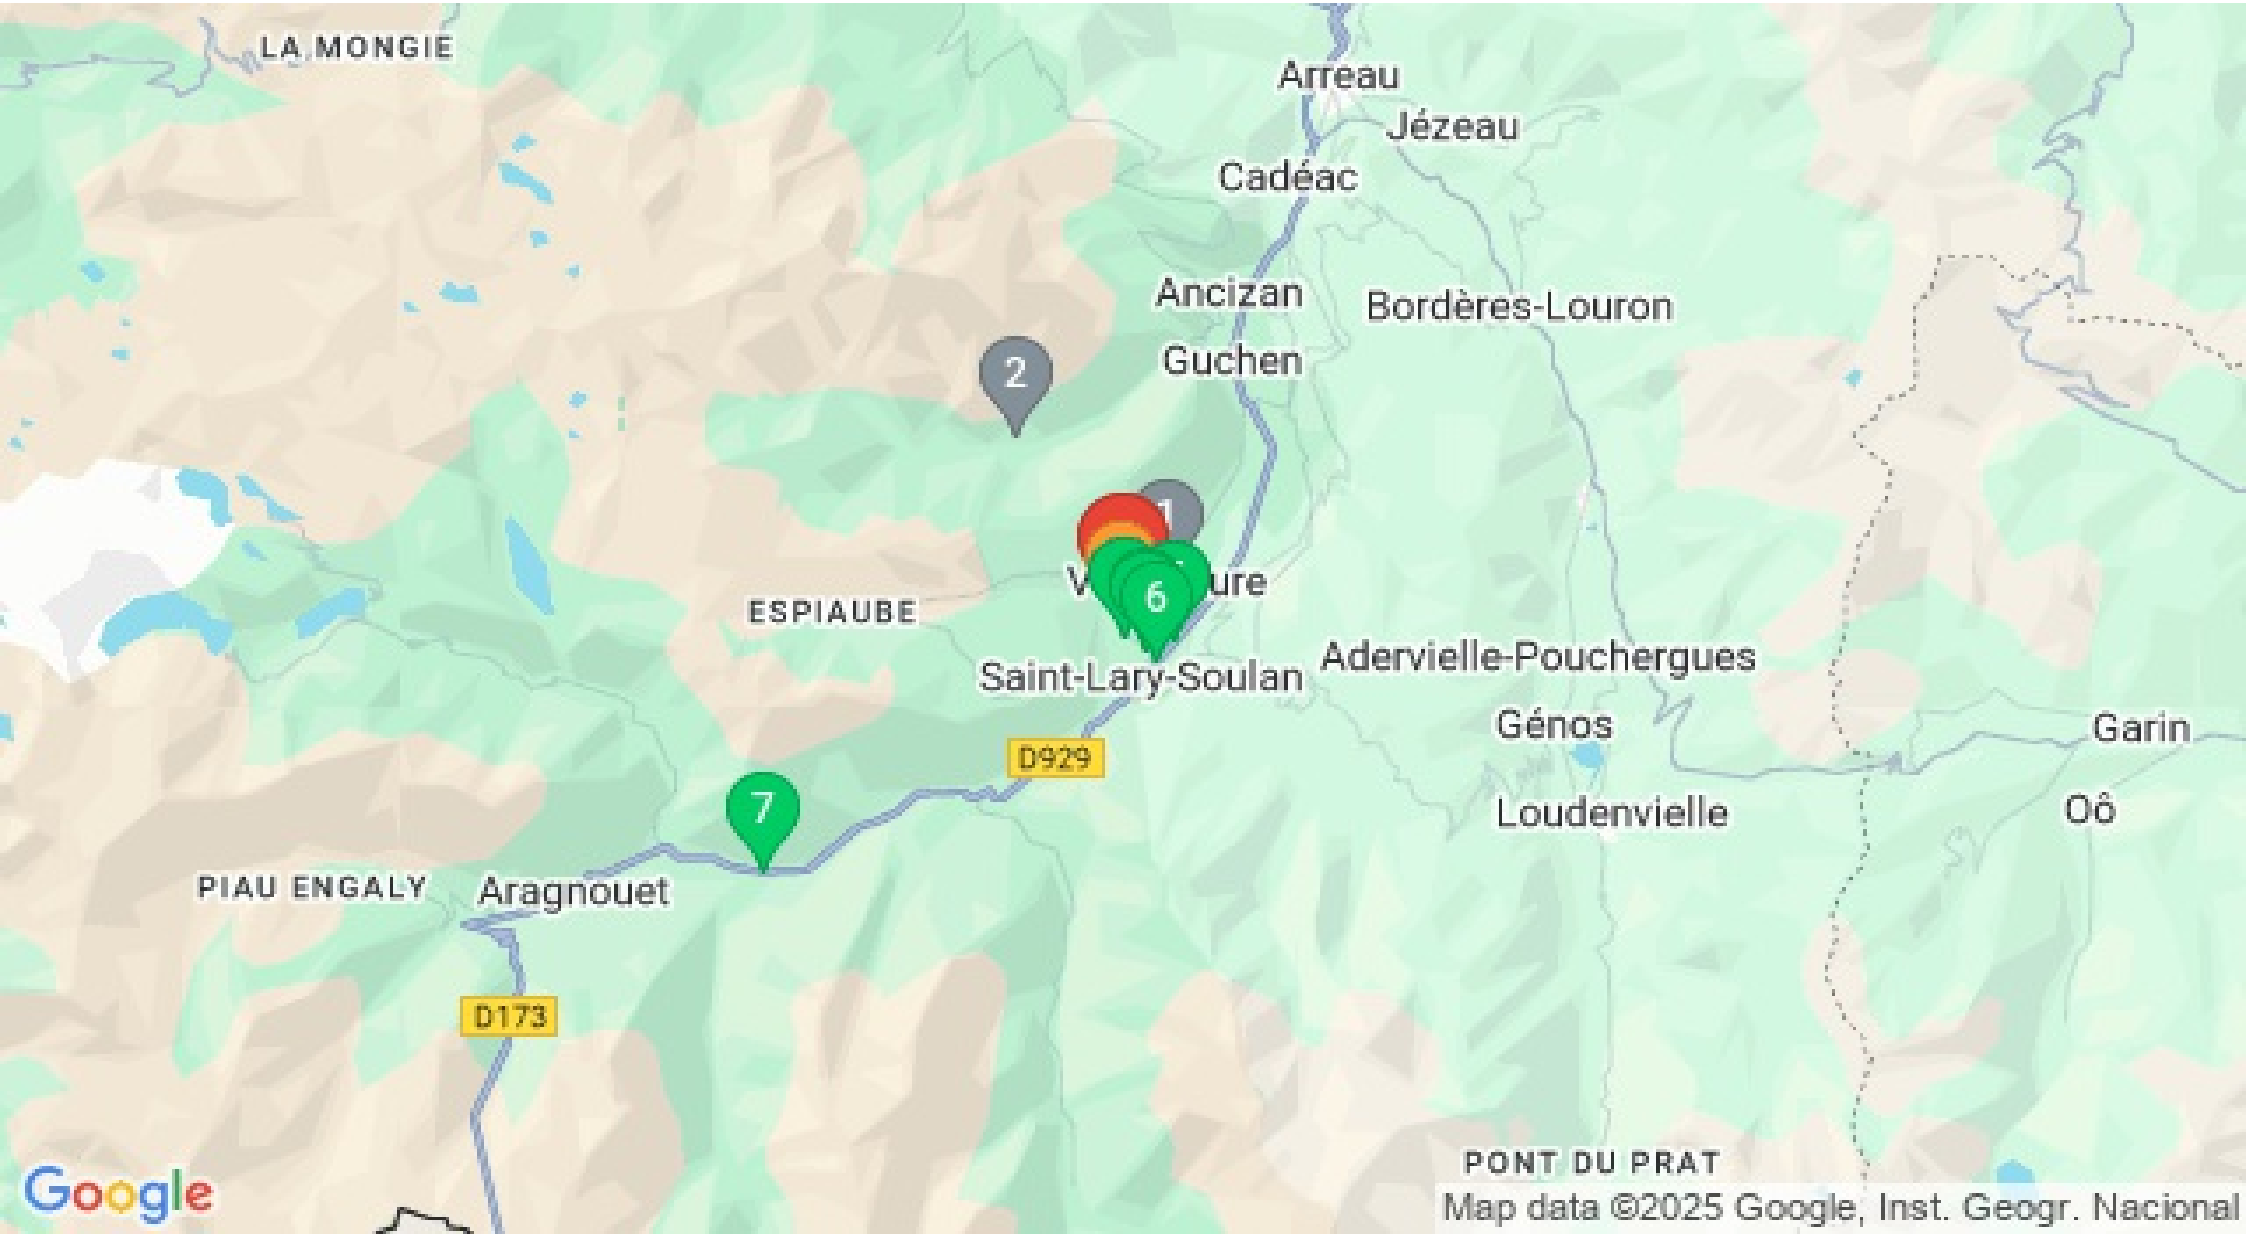 LA MONGIE
Arreau
Jézeau
Cadéac
Ancizan
Bordères-Louron
Guchen
2
1
ure
6
ESPIAUBE
Saint-Lary-Soulan
Adervielle-Pouchergues
Génos
Garin
D929
7
Loudenvielle
Oô
PIAU ENGALY
Aragnouet
D173
PONT DU PRAT
Google
Map data ©2025 Google, Inst. Geogr. Nacional